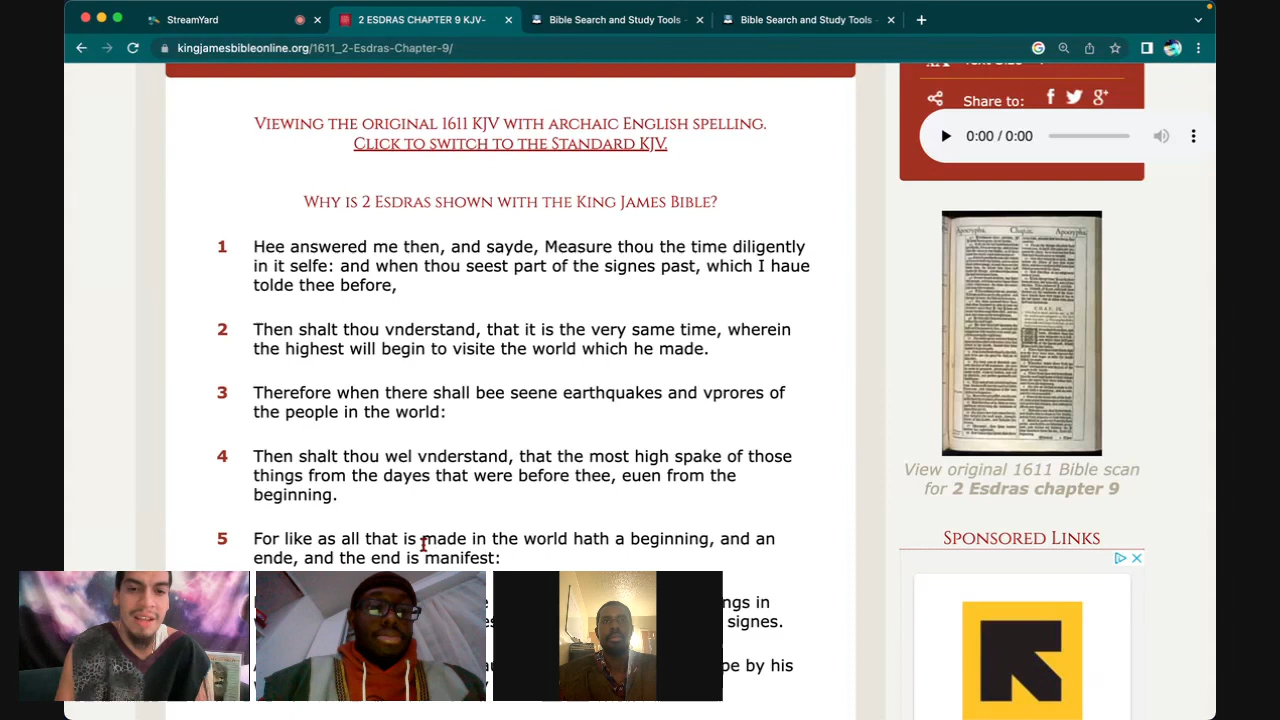 StreamYard
2 ESDRAS CHAPTER 9 KJV-
Bible Search and Study Tools -
Bible Search and Study Tools -
kingjamesbibleonline.org/1611_2-Esdras-Chapter-9/
Viewing the original 1611 KJV with archaic English spelling.
Click to switch to the Standard KJV.
Why is 2 Esdras shown with the King James Bible?
1 Hee answered me then, and sayde, Measure thou the time diligently
in it selfe: and when thou seest part of the signes past, which I haue
tolde thee before,
2 Then shalt thou vnderstand, that it is the very same time, wherein
the highest will begin to visite the world which he made.
3 Therefore when there shall bee seene earthquakes and vprores of
the people in the world:
4 Then shalt thou wel vnderstand, that the most high spake of those
things from the dayes that were before thee, euen from the
beginning.
5 For like as all that is made in the world hath a beginning, and an
ende, and the end is manifest:
ngs in
signes.
pe by his
Share to:
0:00 / 0:00
Apocrypha
Apocrypha
View original 1611 Bible scan
for 2 Esdras chapter 9
Sponsored Links